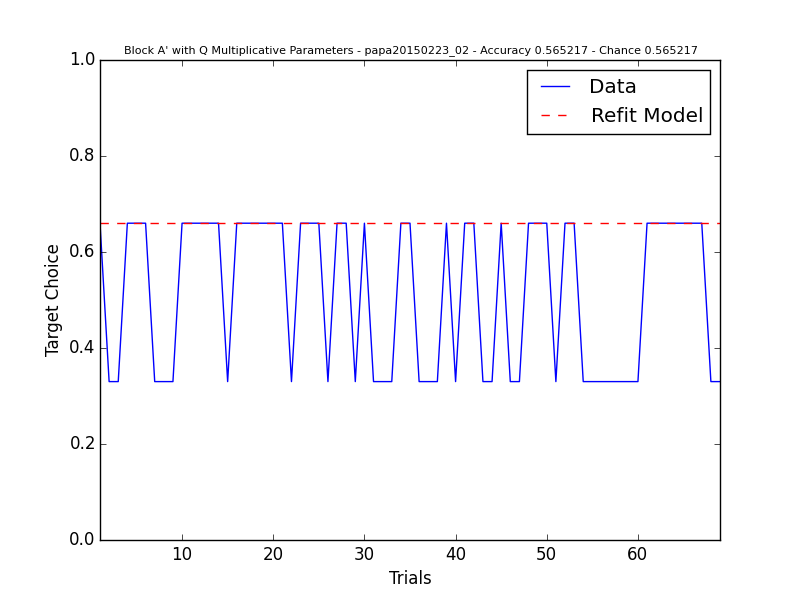 Block A' with Q Multiplicative Parameters - papa20150223_02 - Accuracy 0.565217 - Chance 0.565217
1.0
0.8
0.6
0.4
0.2
0.0
Target Choice
Data
Refit Model
10 20 30 40 50 60
Trials